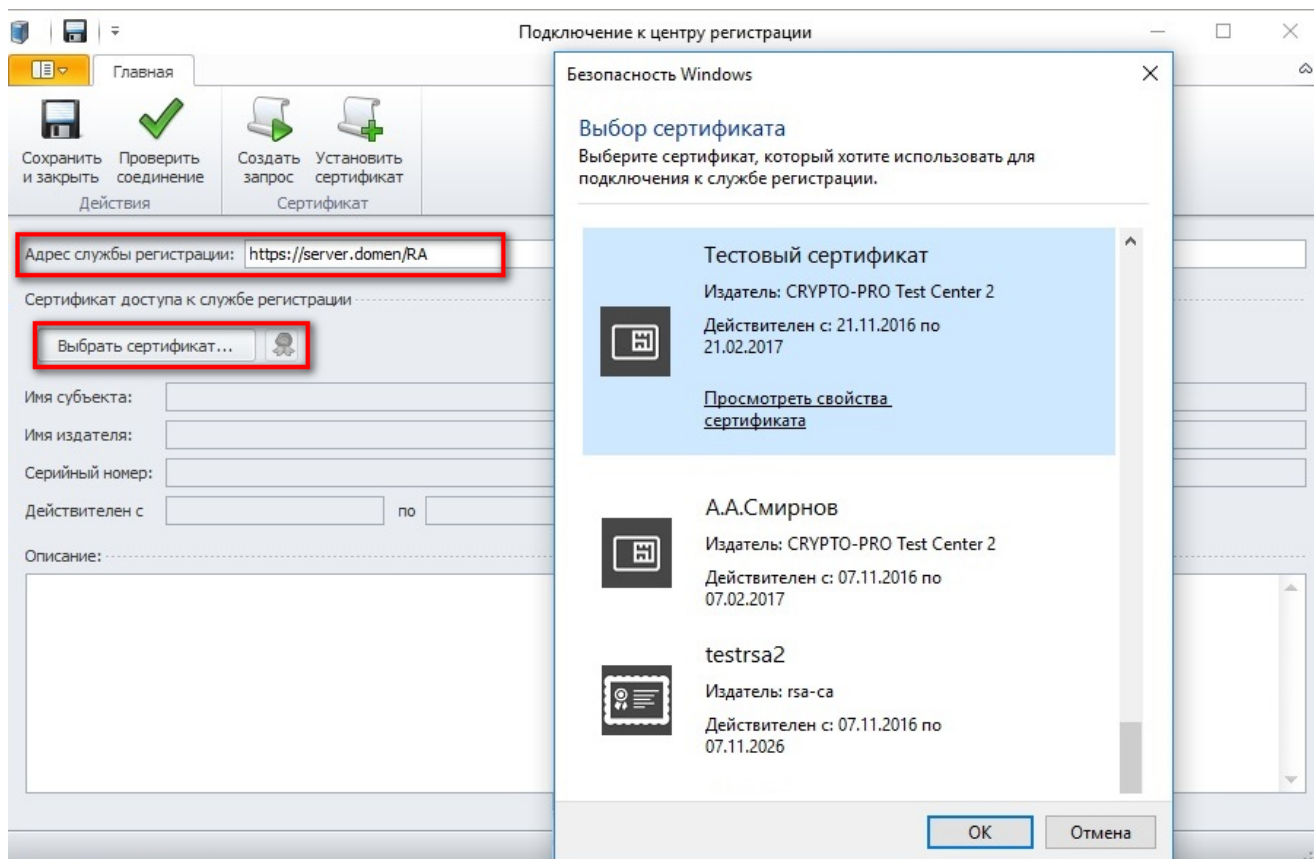 Подключение к центру регистрации
Главная
Сохранить и закрыть
Проверить соединение
Создать запрос
Установить сертификат
Действия
Сертификат
Адрес службы регистрации: https://server.domen/RA
Сертификат доступа к службе регистрации
Выбрать сертификат...
Имя субъекта:
Имя издателя:
Серийный номер:
Действителен с
по
Описание:
Безопасность Windows
Выбор сертификата
Выберите сертификат, который хотите использовать для
подключения к службе регистрации.
Тестовый сертификат
Издатель: CRYPTO-PRO Test Center 2
Действителен с: 21.11.2016 по
21.02.2017
Просмотреть свойства
сертификата
А.А.Смирнов
Издатель: CRYPTO-PRO Test Center 2
Действителен с: 07.11.2016 по
07.02.2017
testrsa2
Издатель: rsa-ca
Действителен с: 07.11.2016 по
07.11.2026
OK
Отмена